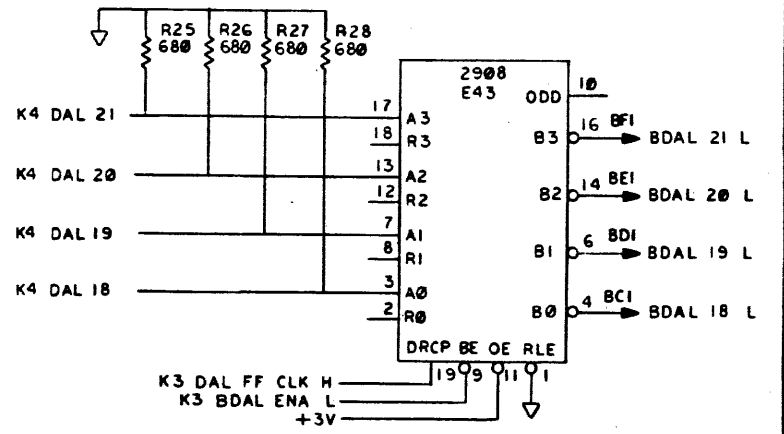 R25 R26 R27 R28
680 680 680 680
2908
E43
ODD 10
K4 DAL 21 17 A3
18 R3
B3 16 BF1 BDAL 21 L
K4 DAL 20 13 A2
12 R2
B2 14 BE1 BDAL 20 L
K4 DAL 19 7 A1
8 R1
B1 6 BD1 BDAL 19 L
K4 DAL 18 3 A0
2 R0
B0 4 BC1 BDAL 18 L
DRCP BE OE RLE
19 9 11 1
K3 DAL FF CLK H
K3 BDAL ENA L
+3V